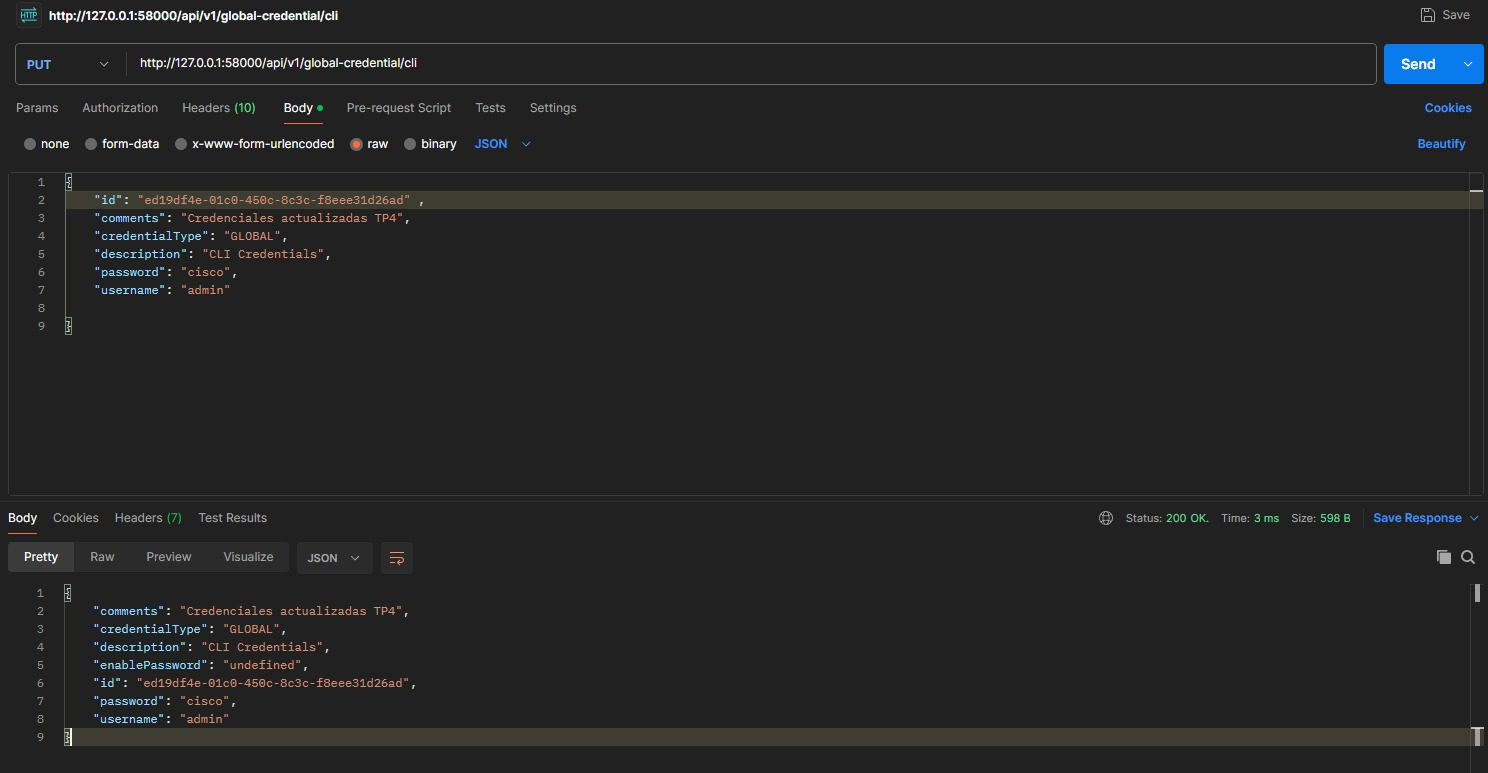 HTTP http://127.0.0.1:58000/api/v1/global-credential/cli Save
PUT http://127.0.0.1:58000/api/v1/global-credential/cli Send
Params Authorization Headers (10) Body Pre-request Script Tests Settings Cookies
none form-data x-www-form-urlencoded raw binary JSON Beautify
1 {
2 "id": "ed19df4e-01c0-450c-8c3c-f8eee31d26ad" ,
3 "comments": "Credenciales actualizadas TP4",
4 "credentialType": "GLOBAL",
5 "description": "CLI Credentials",
6 "password": "cisco",
7 "username": "admin"
8
9 }
Body Cookies Headers (7) Test Results Status: 200 OK. Time: 3 ms Size: 598 B Save Response
Pretty Raw Preview Visualize JSON
1 {
2 "comments": "Credenciales actualizadas TP4",
3 "credentialType": "GLOBAL",
4 "description": "CLI Credentials",
5 "enablePassword": "undefined",
6 "id": "ed19df4e-01c0-450c-8c3c-f8eee31d26ad",
7 "password": "cisco",
8 "username": "admin"
9 }